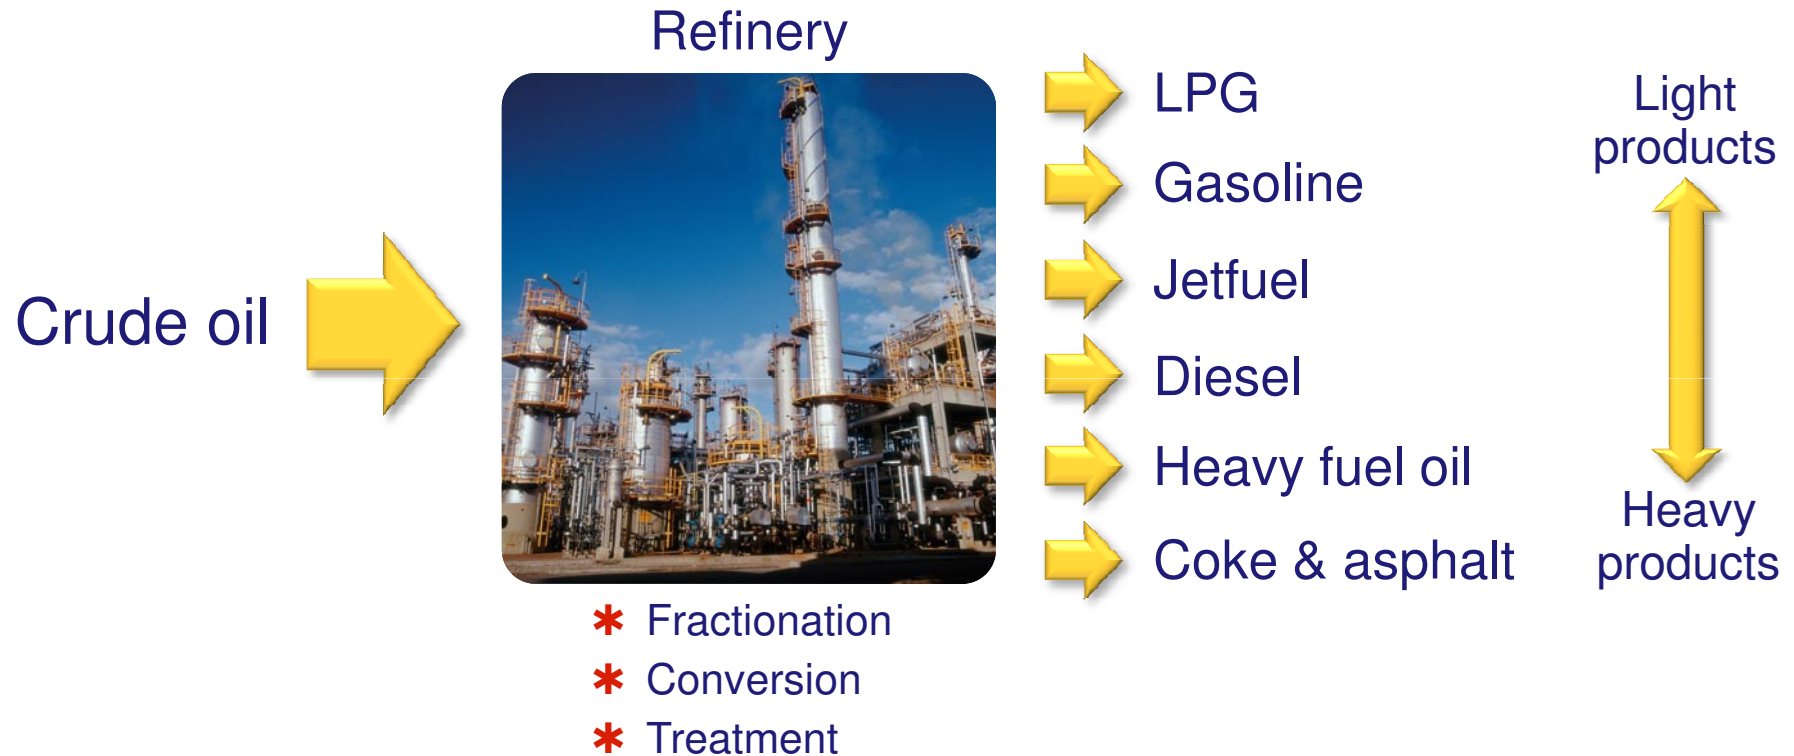 Refinery
Crude oil
LPG
Gasoline
Jetfuel
Diesel
Heavy fuel oil
Coke & asphalt
Light
products
Heavy
products
✱ Fractionation
✱ Conversion
✱ Treatment